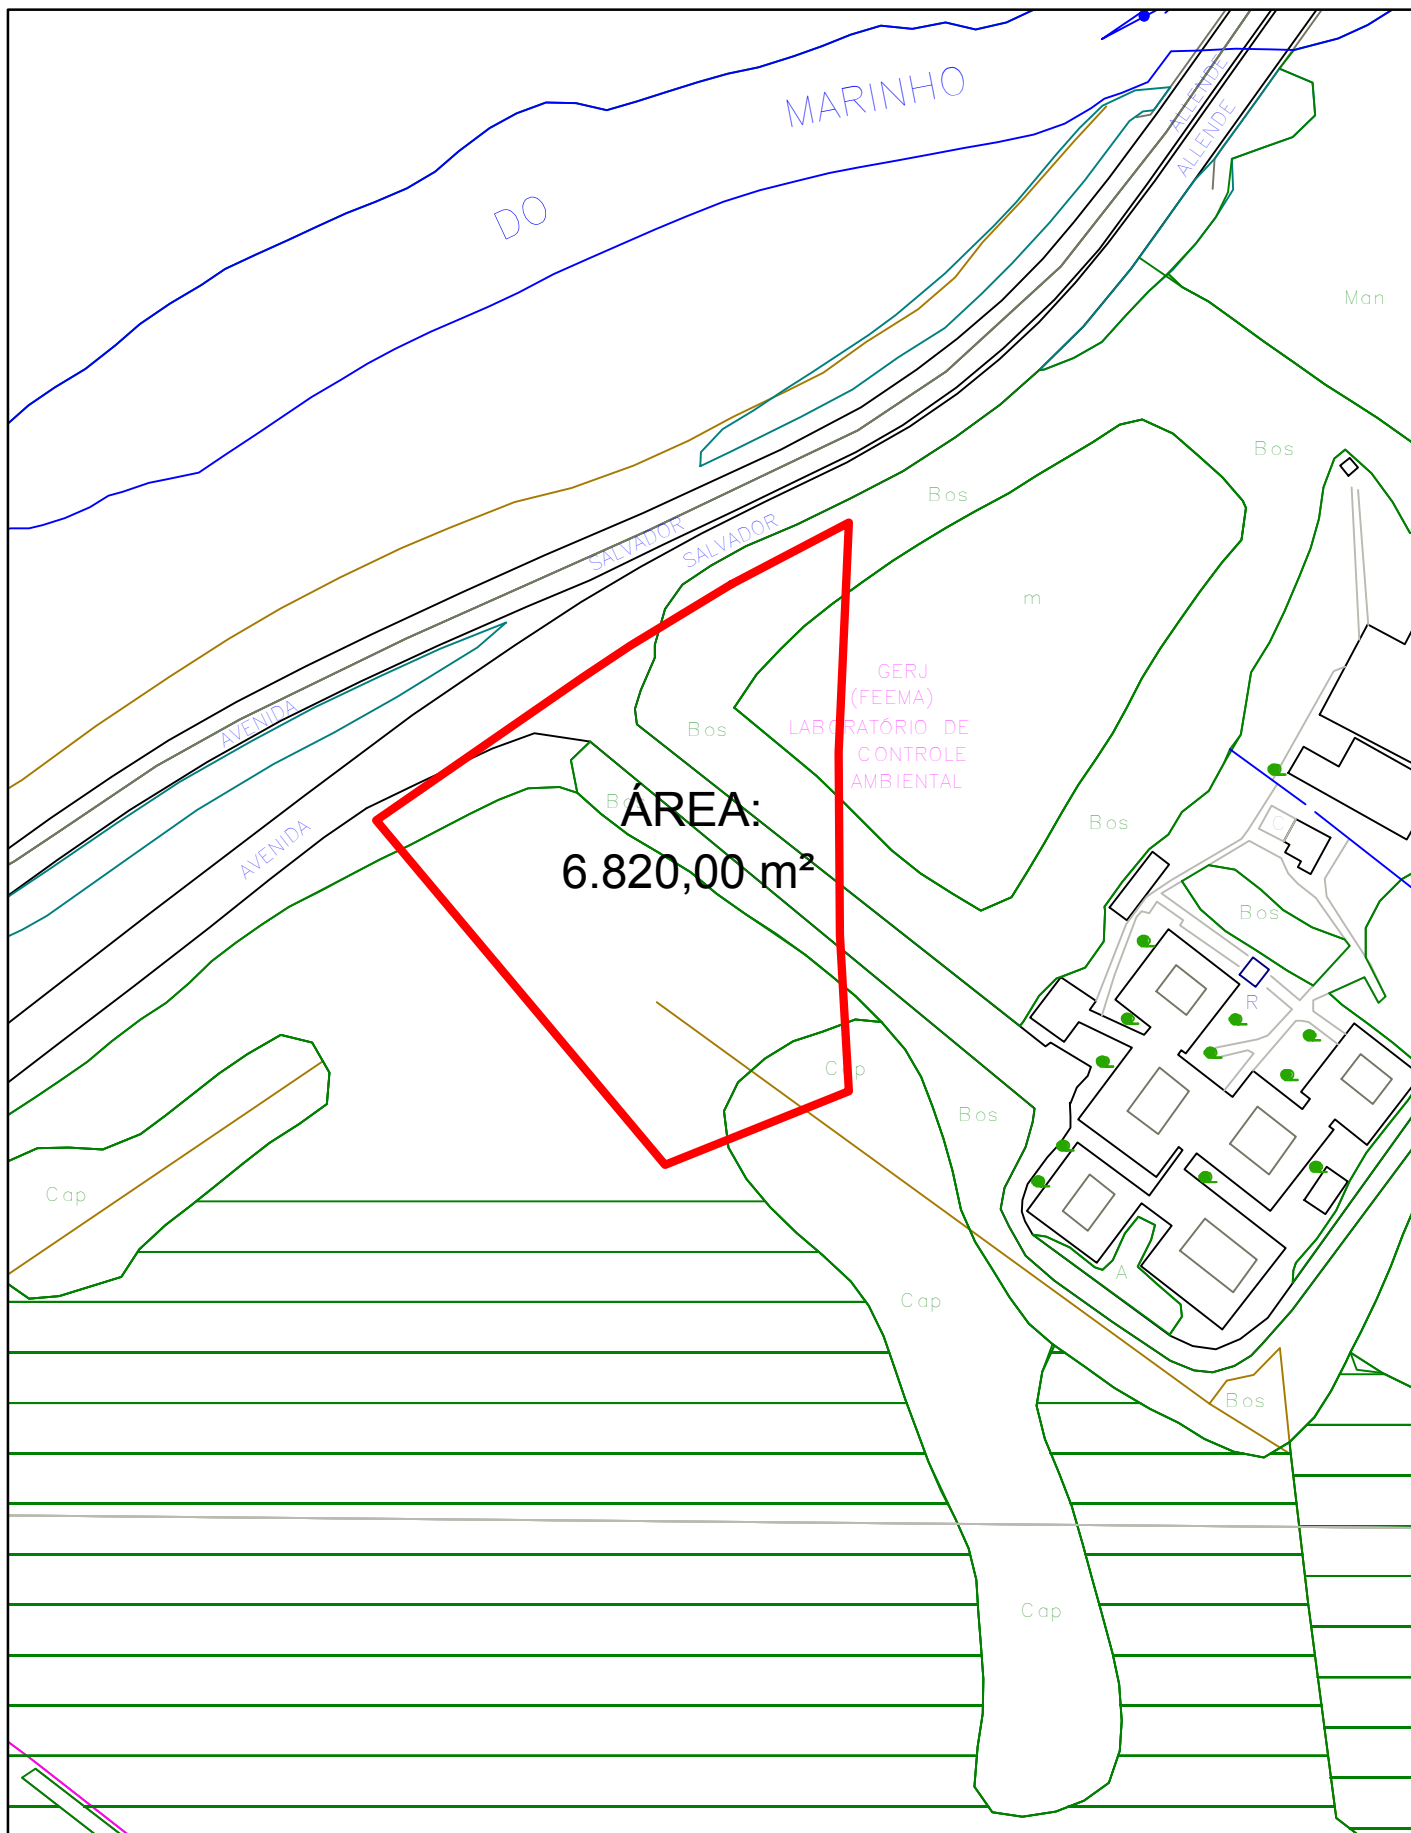 MARINHO
DO
ALLENDE
ALLENDE
Man
Bos
Bos
SALVADOR
SALVADOR
m
GERJ
(FEEMA)
LABORATÓRIO DE
CONTROLE
AMBIENTAL
AVENIDA
Bos
Bos
ÁREA:
6.820,00 m²
AVENIDA
Bos
C
Bos
R
Cap
Bos
Cap
A
Cap
Bos
Cap